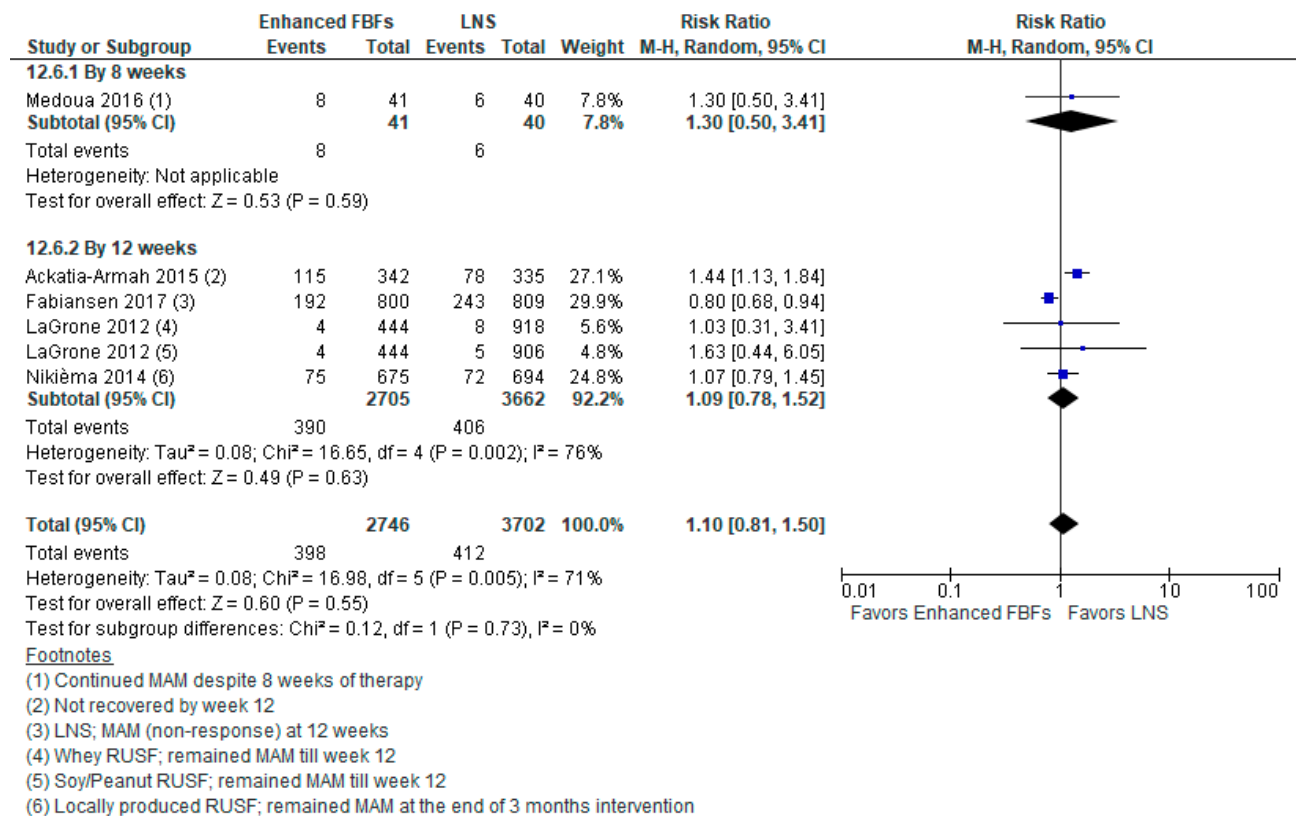 Enhanced FBFs LNS Risk Ratio Risk Ratio
Study or Subgroup Events Total Events Total Weight M-H, Random, 95% CI M-H, Random, 95% CI
12.6.1 By 8 weeks
Medoua 2016 (1) 8 41 6 40 7.8% 1.30 [0.50, 3.41]
Subtotal (95% CI) 41 40 7.8% 1.30 [0.50, 3.41]
Total events 8 6
Heterogeneity: Not applicable
Test for overall effect: Z = 0.53 (P = 0.59)
12.6.2 By 12 weeks
Ackatia-Armah 2015 (2) 115 342 78 335 27.1% 1.44 [1.13, 1.84]
Fabiansen 2017 (3) 192 800 243 809 29.9% 0.80 [0.68, 0.94]
LaGrone 2012 (4) 4 444 8 918 5.6% 1.03 [0.31, 3.41]
LaGrone 2012 (5) 4 444 5 906 4.8% 1.63 [0.44, 6.05]
Nikièma 2014 (6) 75 675 72 694 24.8% 1.07 [0.79, 1.45]
Subtotal (95% CI) 2705 3662 92.2% 1.09 [0.78, 1.52]
Total events 390 406
Heterogeneity: Tau² = 0.08; Chi² = 16.65, df = 4 (P = 0.002); I² = 76%
Test for overall effect: Z = 0.49 (P = 0.63)
Total (95% CI) 2746 3702 100.0% 1.10 [0.81, 1.50]
Total events 398 412
Heterogeneity: Tau² = 0.08; Chi² = 16.98, df = 5 (P = 0.005); I² = 71%
Test for overall effect: Z = 0.60 (P = 0.55)
Test for subgroup differences: Chi² = 0.12, df = 1 (P = 0.73), I² = 0%
0.01 0.1 1 10 100
Favors Enhanced FBFs Favors LNS
Footnotes
(1) Continued MAM despite 8 weeks of therapy
(2) Not recovered by week 12
(3) LNS; MAM (non-response) at 12 weeks
(4) Whey RUSF; remained MAM till week 12
(5) Soy/Peanut RUSF; remained MAM till week 12
(6) Locally produced RUSF; remained MAM at the end of 3 months intervention